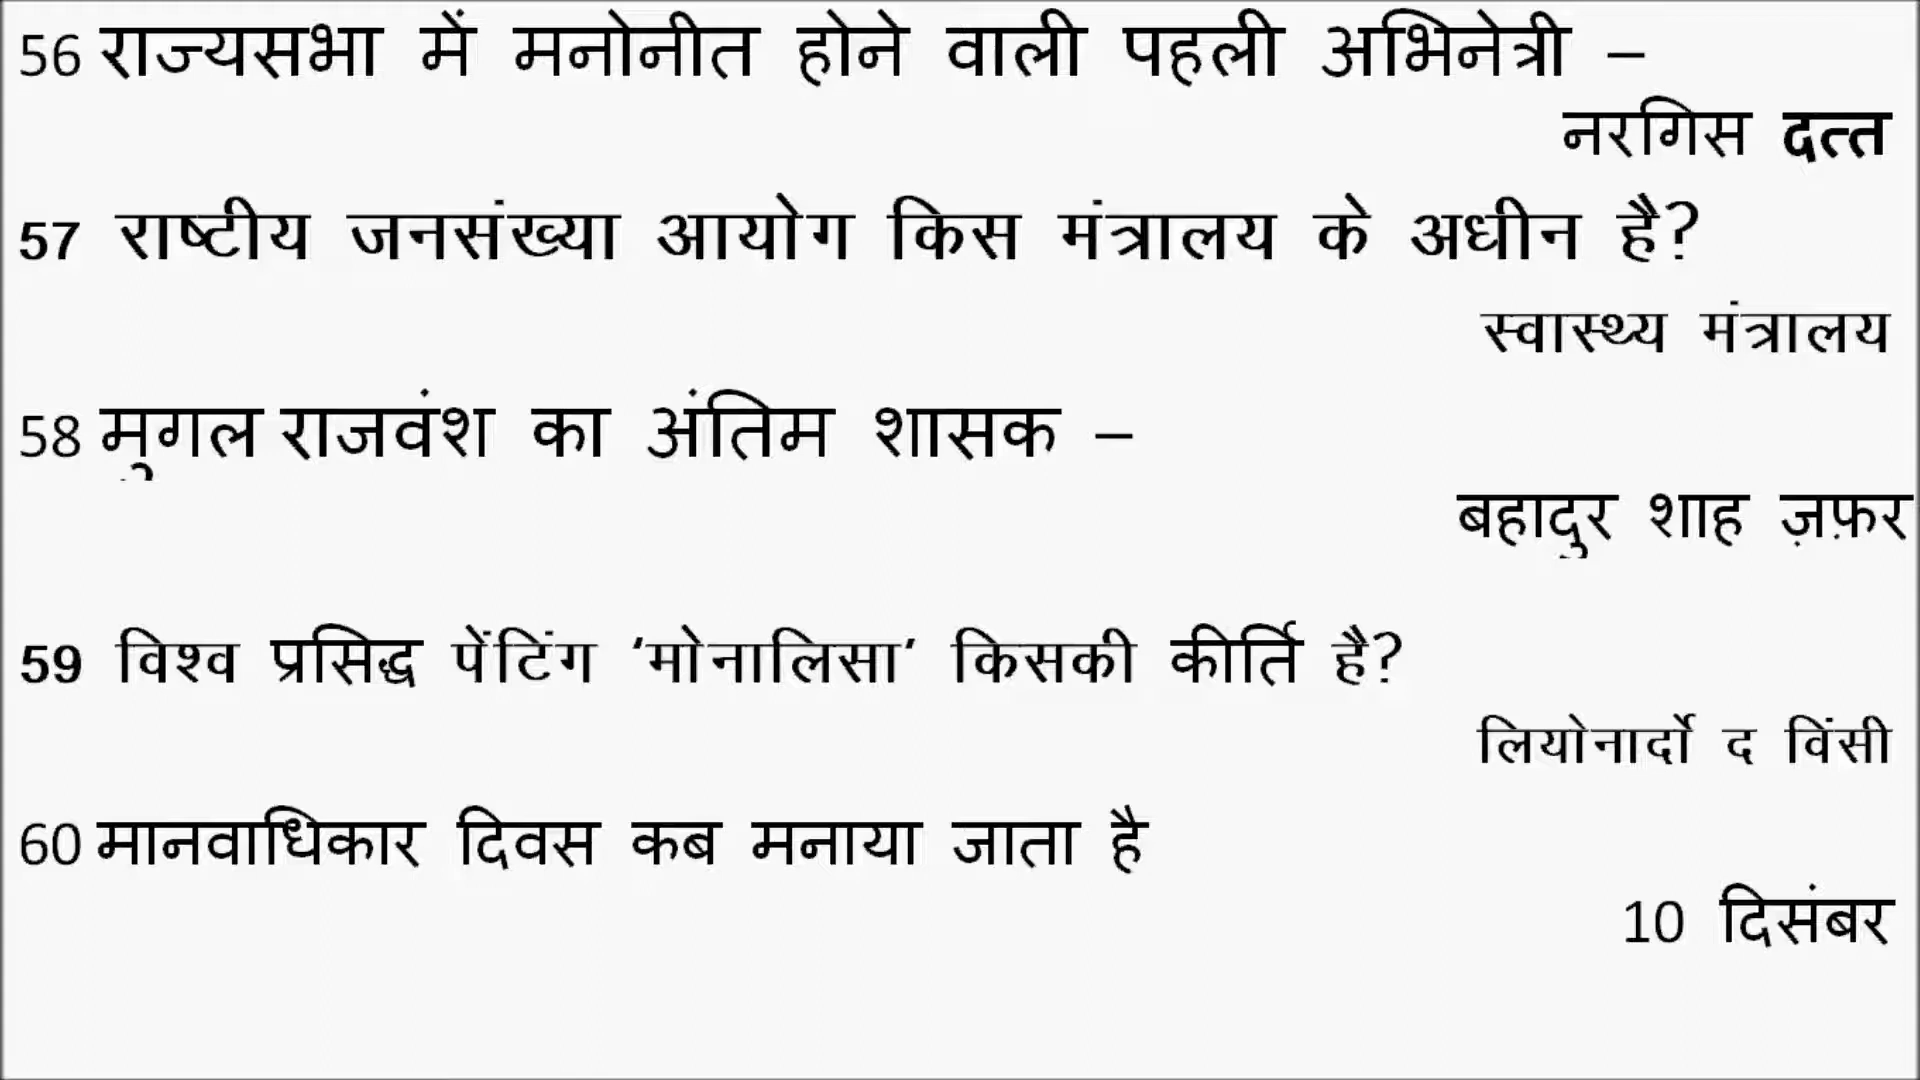 56 राज्यसभा में मनोनीत होने वाली पहली अभिनेत्री –
नरगिस दत्त
57 राष्टीय जनसंख्या आयोग किस मंत्रालय के अधीन है?
स्वास्थ्य मंत्रालय
58 मुगल राजवंश का अंतिम शासक –
बहादुर शाह ज़फ़र
59 विश्व प्रसिद्ध पेंटिंग ‘मोनालिसा’ किसकी कीर्ति है?
लियोनार्दो द विंसी
60 मानवाधिकार दिवस कब मनाया जाता है
10 दिसंबर